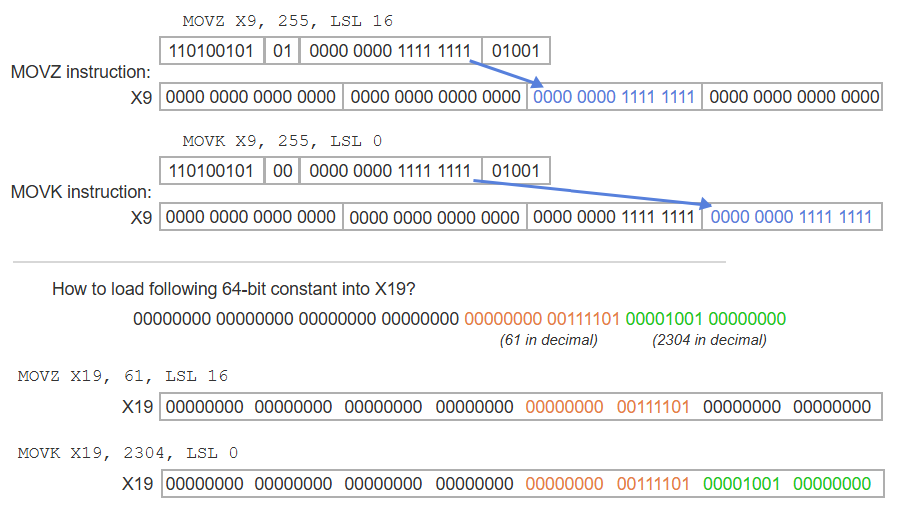 MOVZ X9, 255, LSL 16
110100101 01 0000 0000 1111 1111 01001
MOVZ instruction:
X9 0000 0000 0000 0000 0000 0000 0000 0000 0000 0000 1111 1111 0000 0000 0000 0000
MOVK X9, 255, LSL 0
110100101 00 0000 0000 1111 1111 01001
MOVK instruction:
X9 0000 0000 0000 0000 0000 0000 0000 0000 0000 0000 1111 1111 0000 0000 1111 1111
How to load following 64-bit constant into X19?
00000000 00000000 00000000 00000000 00000000 00111101 00001001 00000000
(61 in decimal) (2304 in decimal)
MOVZ X19, 61, LSL 16
X19 00000000 00000000 00000000 00000000 00000000 00111101 00000000 00000000
MOVK X19, 2304, LSL 0
X19 00000000 00000000 00000000 00000000 00000000 00111101 00001001 00000000